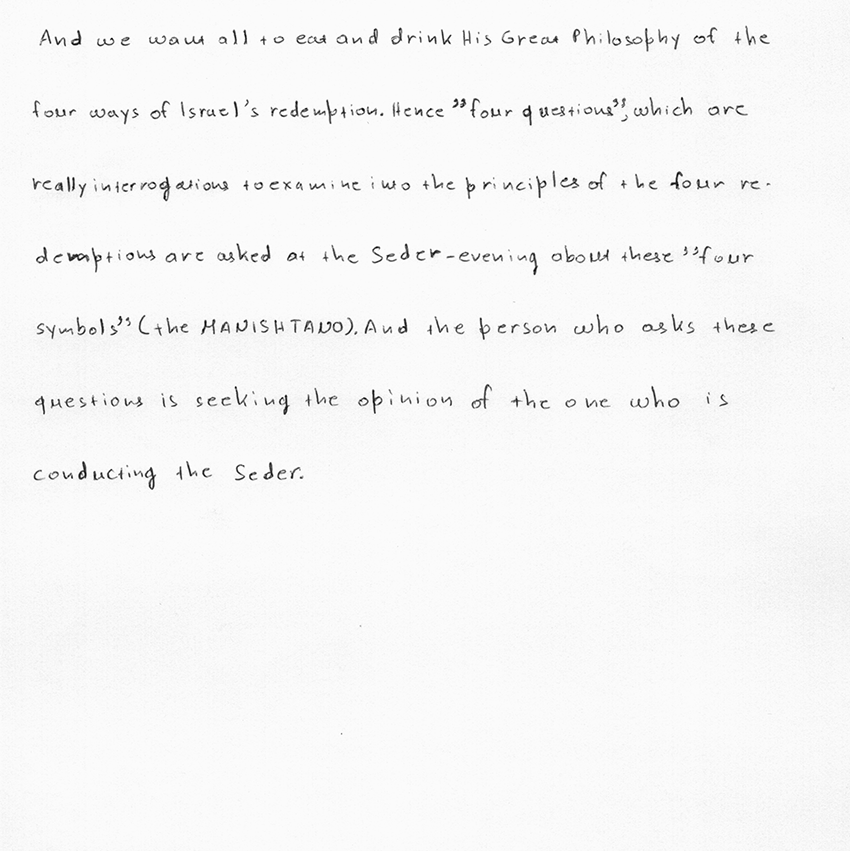 And we want all to eat and drink His Great Philosophy of the
four ways of Israel's redemption. Hence "four questions", which are
really interrogations to examine into the principles of the four re-
demptions are asked at the Seder-evening about these "four
symbols" (the MANISHTANO). And the person who asks these
questions is seeking the opinion of the one who is
conducting the Seder.